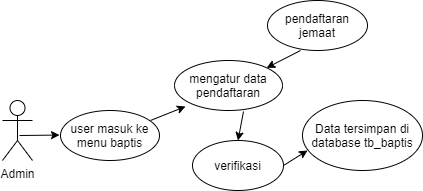 pendaftaran
jemaat
mengatur data
pendaftaran
user masuk ke
menu baptis
Admin
verifikasi
Data tersimpan di
database tb_baptis